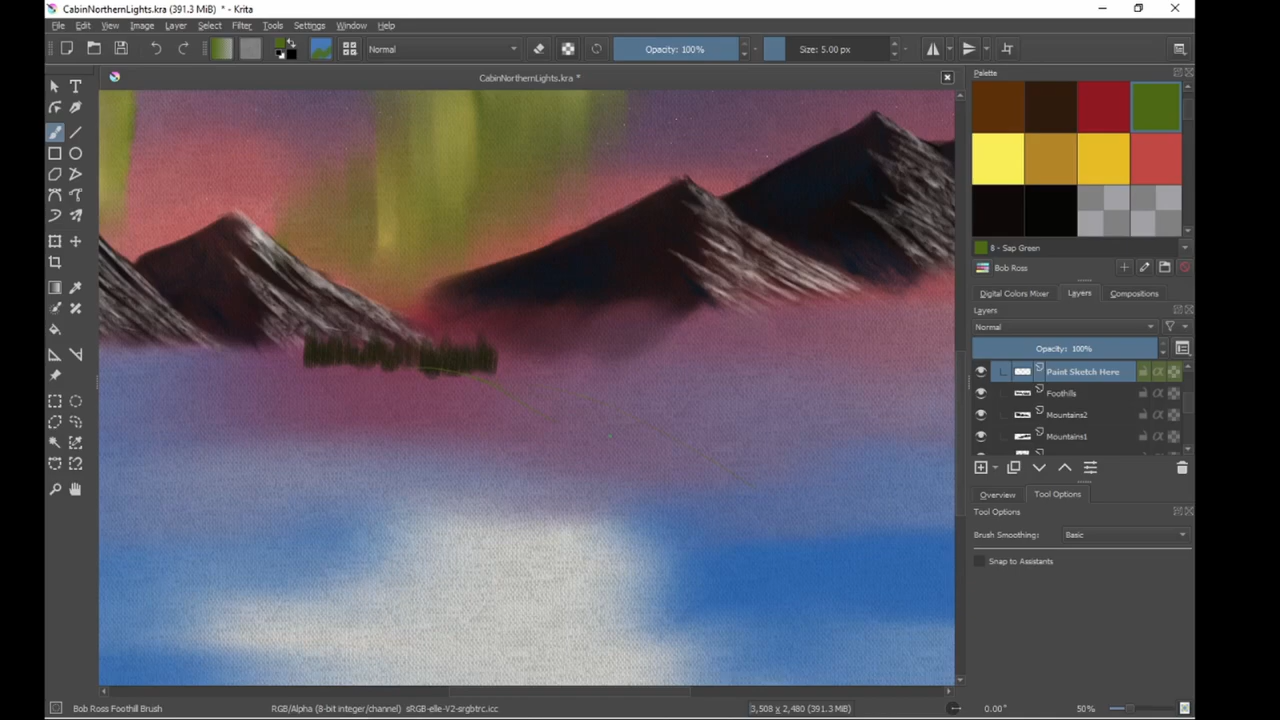 CabinNorthernLights.kra (391.3 MiB) * - Krita
File Edit View Image Layer Select Filter Tools Settings Window Help
Normal Opacity: 100% Size: 5.00 px
CabinNorthernLights.kra *
Palette
8 - Sap Green
Bob Ross
Digital Colors Mixer Layers Compositions
Layers
Normal
Opacity: 100%
Paint Sketch Here
Foothills
Mountains2
Mountains1
Overview Tool Options
Tool Options
Brush Smoothing: Basic
Snap to Assistants
Bob Ross Foothill Brush RGB/Alpha (8-bit integer/channel) sRGB-elle-V2-srgbtrc.icc 3,508 x 2,480 (391.3 MiB) 0.00° 50%